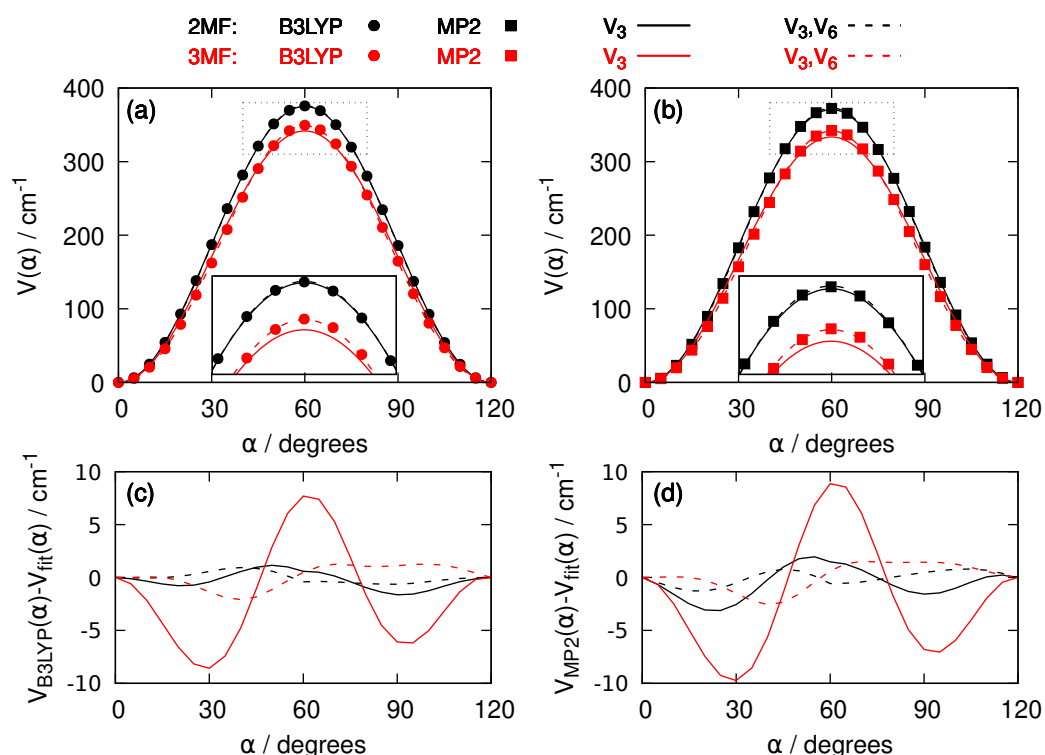 2MF: B3LYP MP2 V3 V3,V6
3MF: B3LYP MP2 V3 V3,V6
(a)
V(α) / cm-1
400
300
200
100
0
0 30 60 90 120
α / degrees
(b)
V(α) / cm-1
400
300
200
100
0
0 30 60 90 120
α / degrees
(c)
VB3LYP(α)-Vfit(α) / cm-1
10
5
0
-5
-10
0 30 60 90 120
α / degrees
(d)
VMP2(α)-Vfit(α) / cm-1
10
5
0
-5
-10
0 30 60 90 120
α / degrees